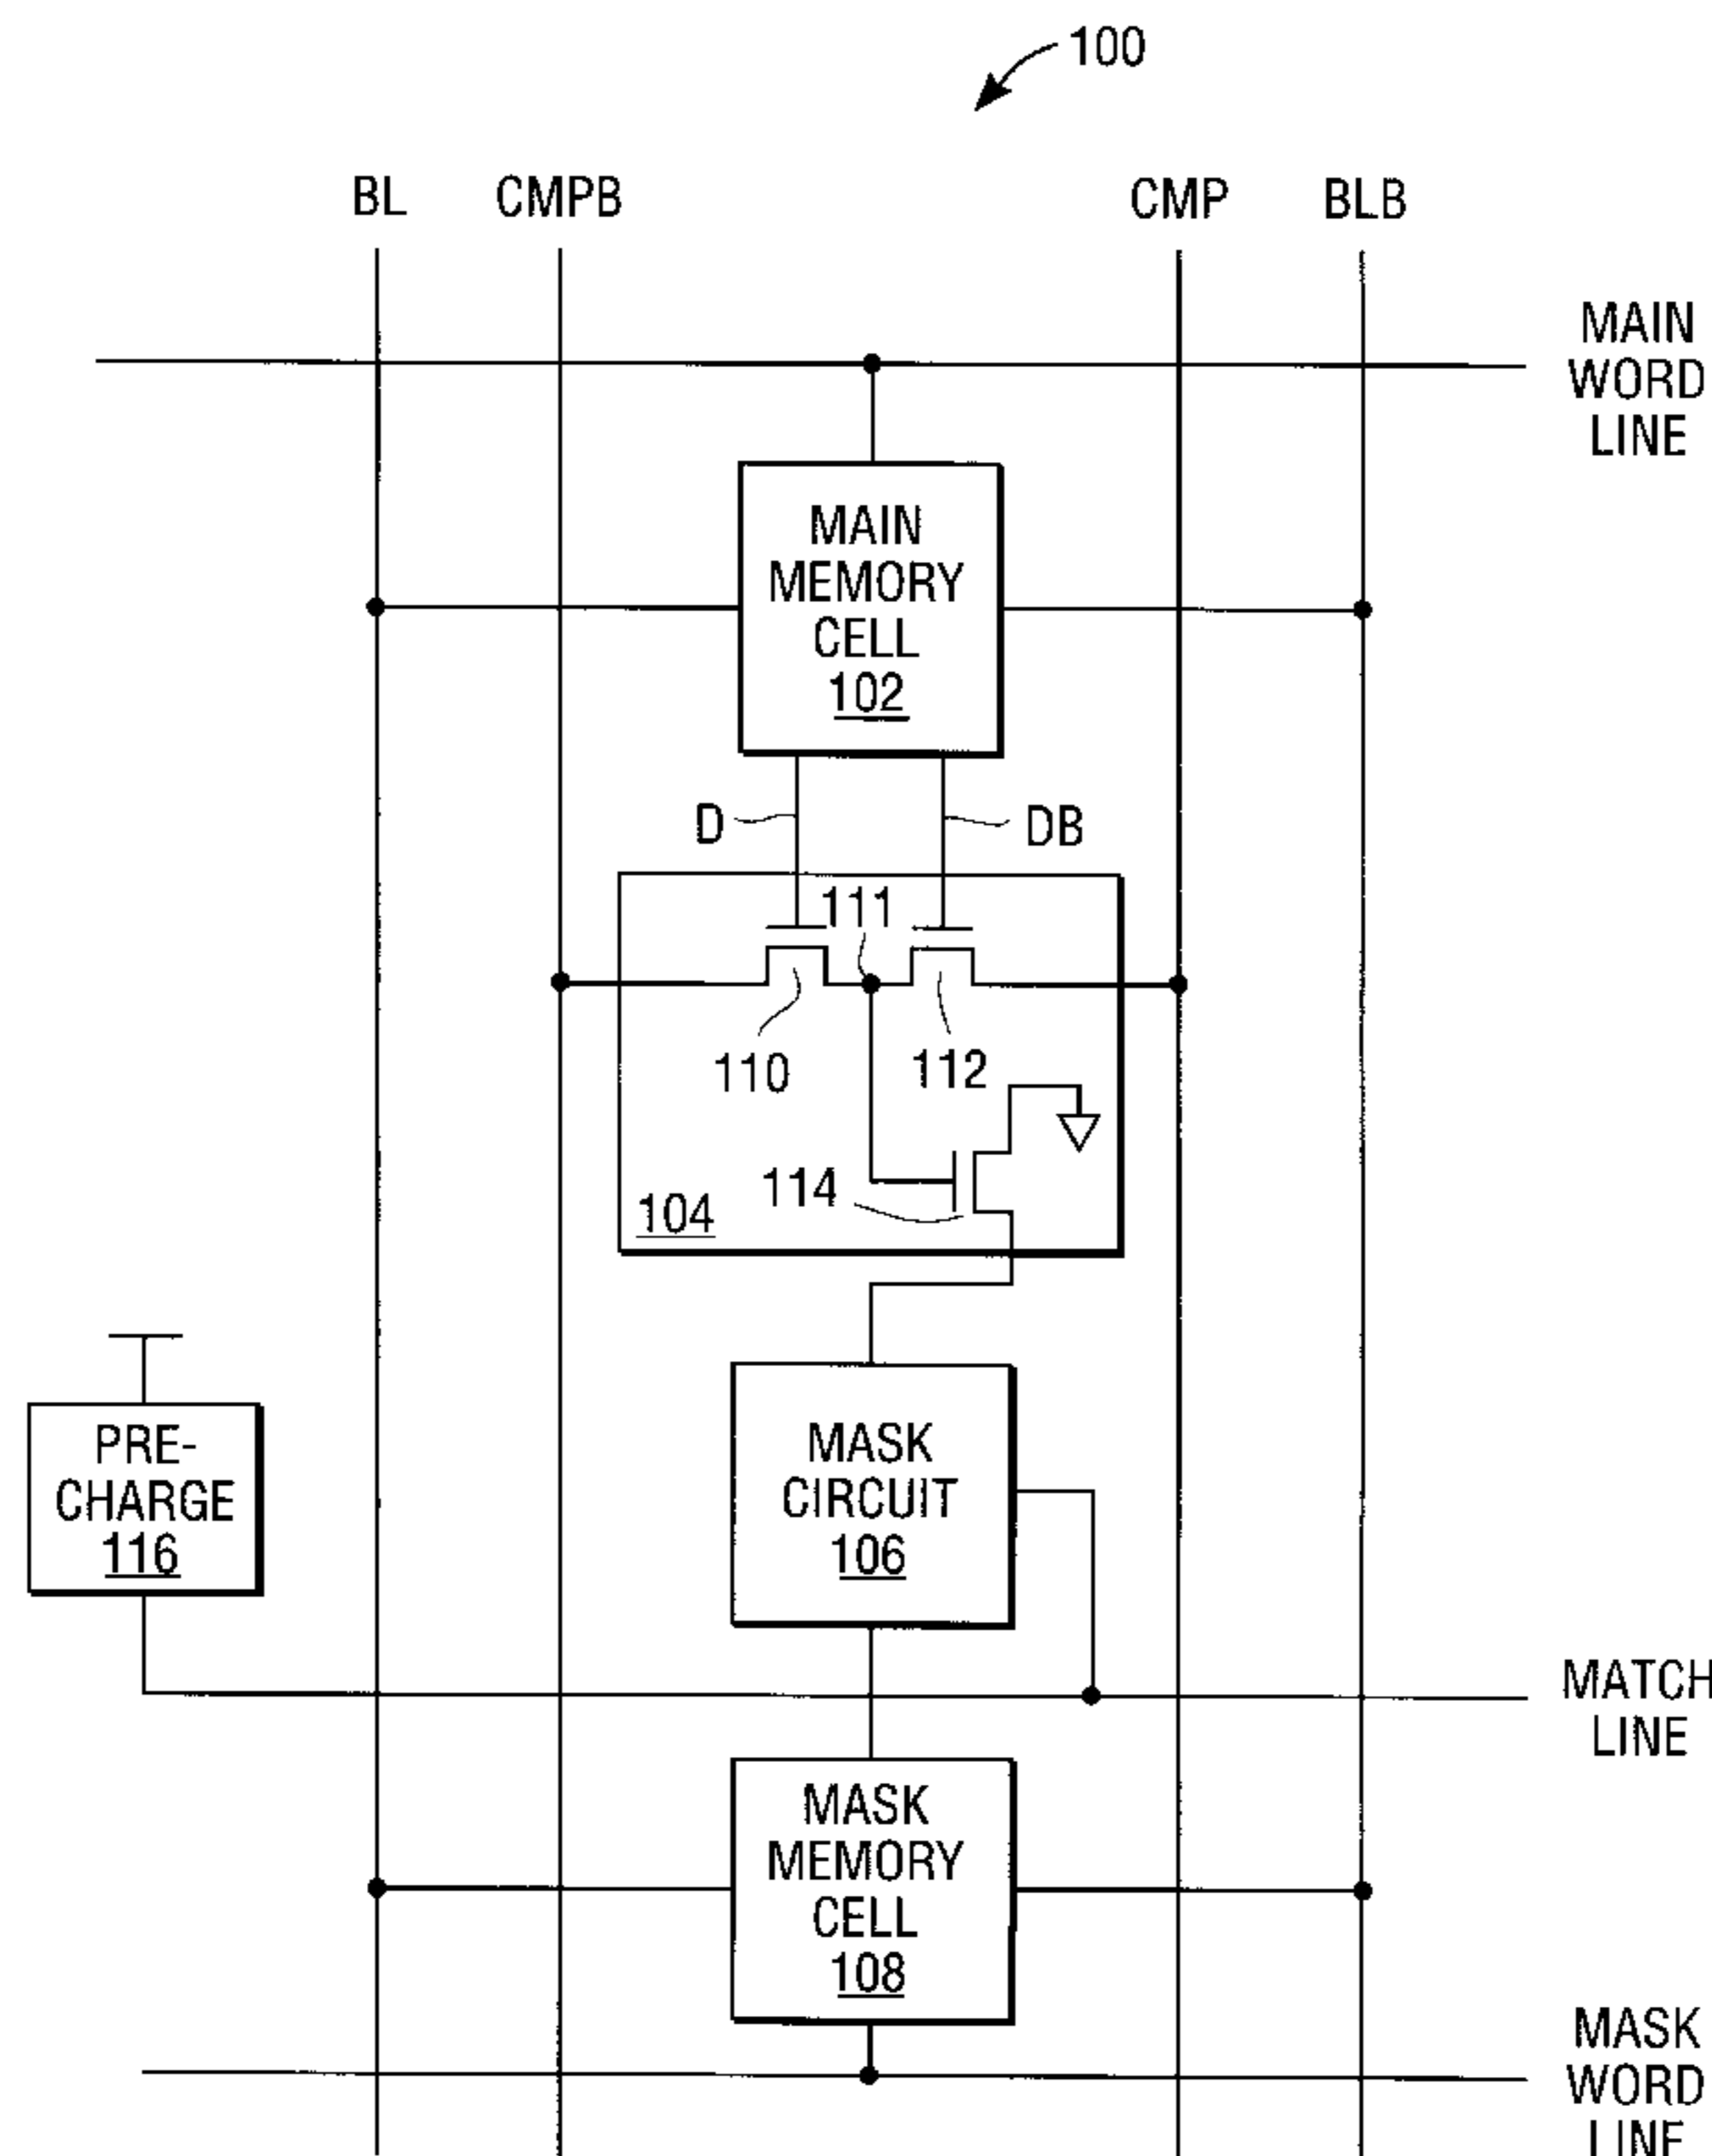 100
BL
CMPB
CMP
BLB
MAIN
WORD
LINE
MAIN
MEMORY
CELL
102
D
DB
111
110
112
114
104
PRE-
CHARGE
116
MASK
CIRCUIT
106
MATCH
LINE
MASK
MEMORY
CELL
108
MASK
WORD
LINE